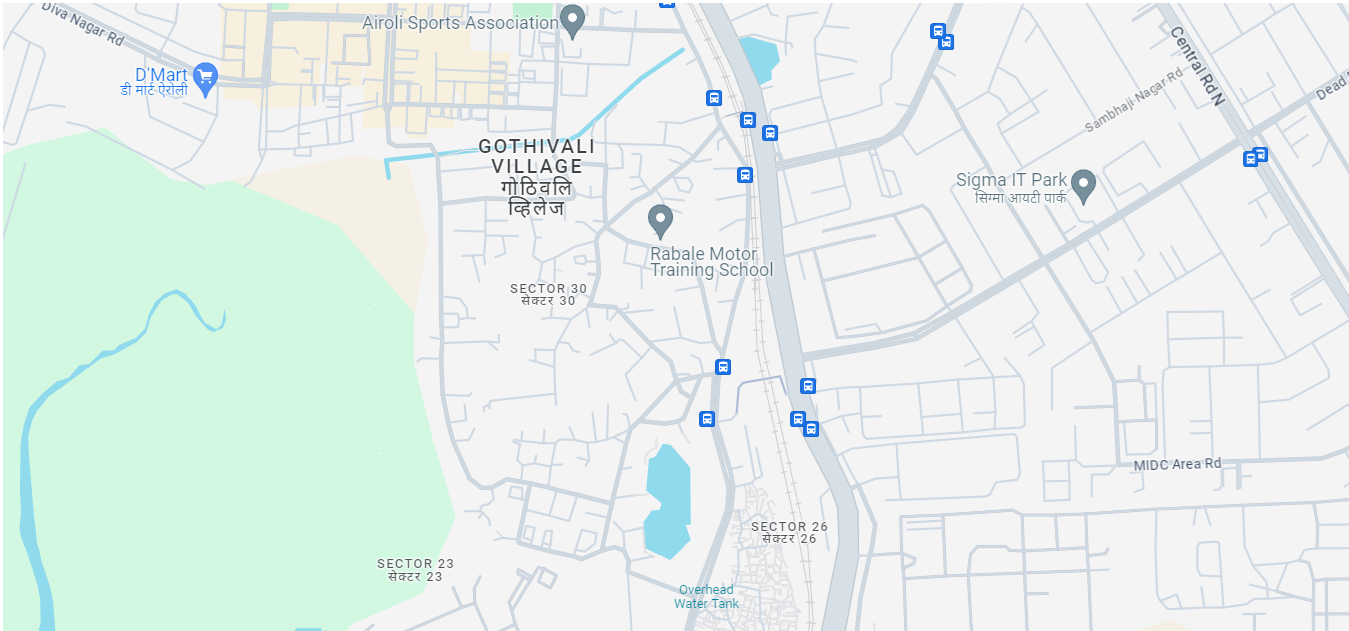 Diva Nagar Rd
Airoli Sports Association
D'Mart
डी मार्ट ऐरोली
Central Rd N
Sambhaji Nagar Rd
Dead
GOTHIVALI
VILLAGE
गोठिवलि
व्हिलेज
Sigma IT Park
सिग्मा आयटी पार्क
Rabale Motor
Training School
SECTOR 30
सेक्टर 30
MIDC Area Rd
SECTOR 26
सेक्टर 26
SECTOR 23
सेक्टर 23
Overhead
Water Tank